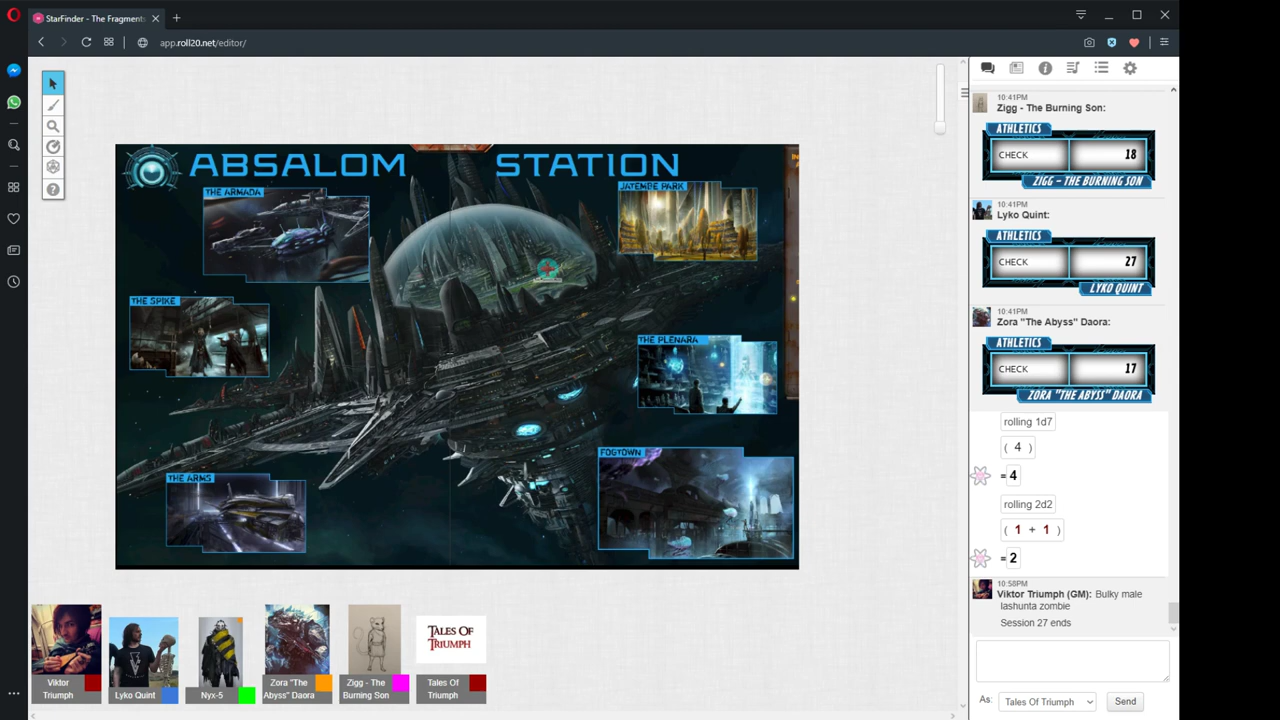 StarFinder - The Fragments
app.roll20.net/editor/
ABSALOM STATION
THE ARMADA
JATEMBE PARK
THE SPIKE
THE PLENARA
THE ARMS
FOGTOWN
Viktor
Triumph
Lyko Quint
Nyx-5
Zora "The
Abyss" Daora
Zigg - The
Burning Son
TALES OF
TRIUMPH
Tales Of
Triumph
10:41PM
Zigg - The Burning Son:
ATHLETICS
CHECK 18
ZIGG - THE BURNING SON
10:41PM
Lyko Quint:
ATHLETICS
CHECK 27
LYKO QUINT
10:41PM
Zora "The Abyss" Daora:
ATHLETICS
CHECK 17
ZORA "THE ABYSS" DAORA
rolling 1d7
( 4 )
=4
rolling 2d2
( 1 + 1 )
=2
10:58PM
Viktor Triumph (GM): Bulky male
lashunta zombie
Session 27 ends
As: Tales Of Triumph Send